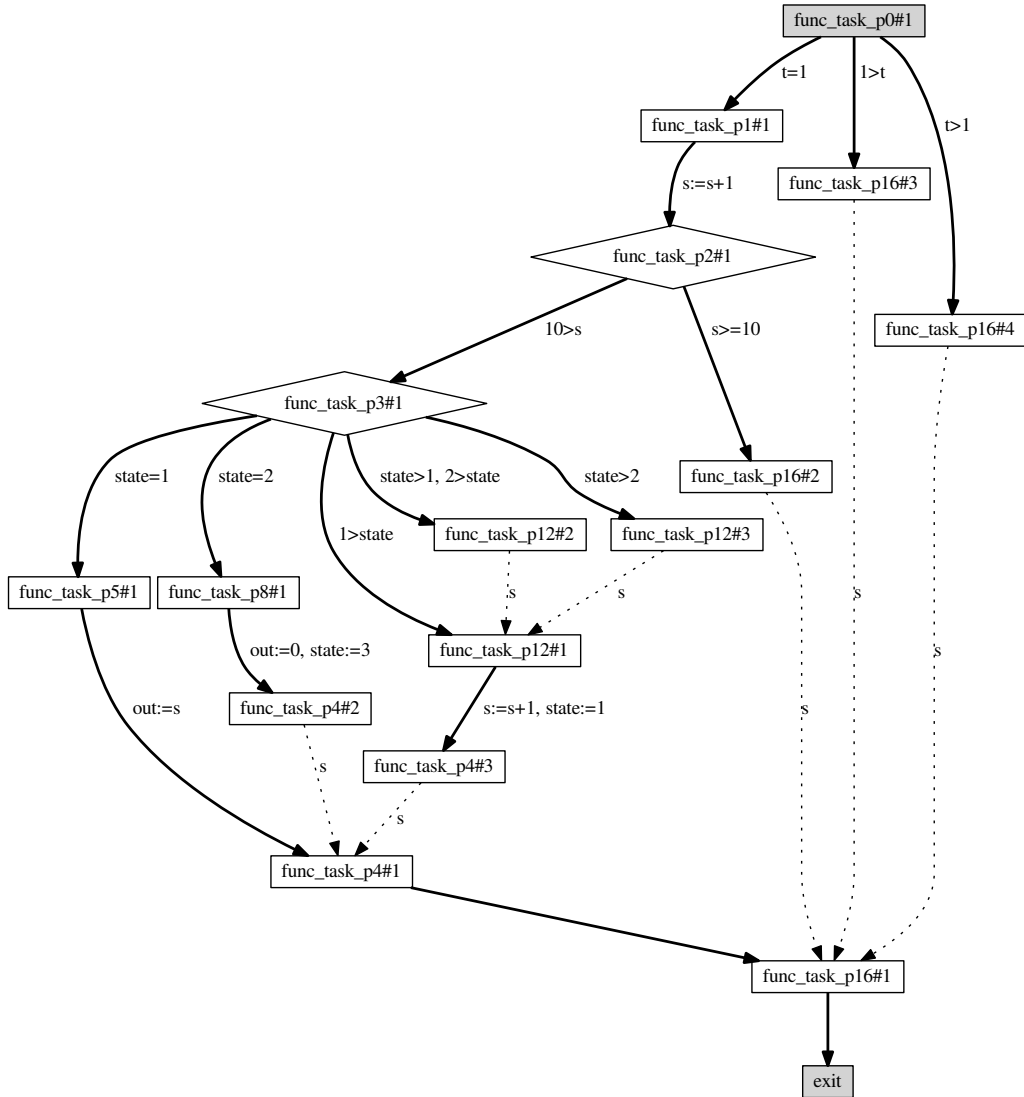 func_task_p0#1
t=1
1>t
func_task_p1#1
t>1
s:=s+1
func_task_p16#3
func_task_p2#1
10>s
s>=10
func_task_p16#4
func_task_p3#1
state=1
state=2
state>1, 2>state
state>2
func_task_p16#2
1>state
func_task_p12#2
func_task_p12#3
func_task_p5#1
func_task_p8#1
s
s
s
out:=0, state:=3
func_task_p12#1
s
out:=s
func_task_p4#2
s:=s+1, state:=1
s
s
func_task_p4#3
s
func_task_p4#1
func_task_p16#1
exit